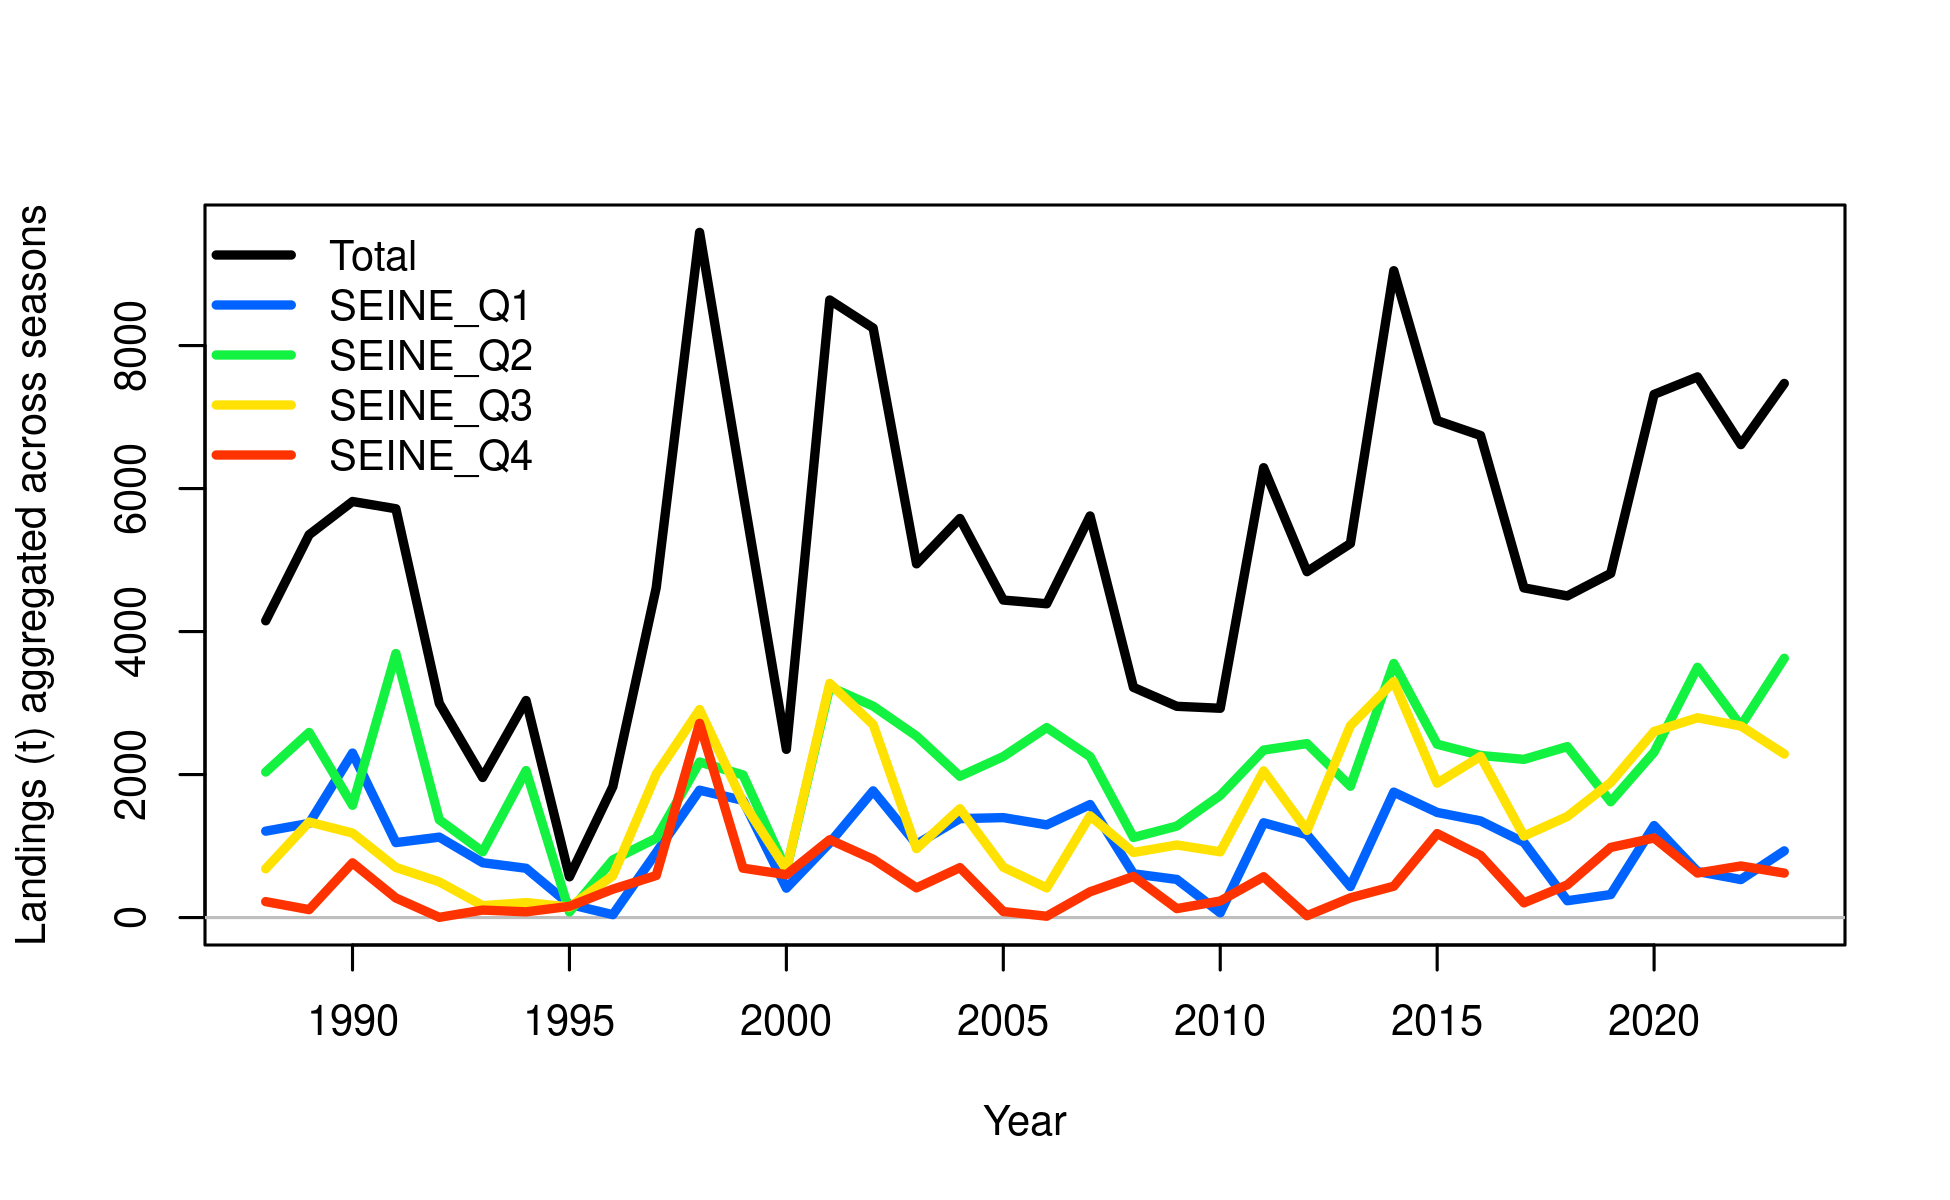 Landings (t) aggregated across seasons
8000
6000
4000
2000
0
Total
SEINE_Q1
SEINE_Q2
SEINE_Q3
SEINE_Q4
1990 1995 2000 2005 2010 2015 2020
Year